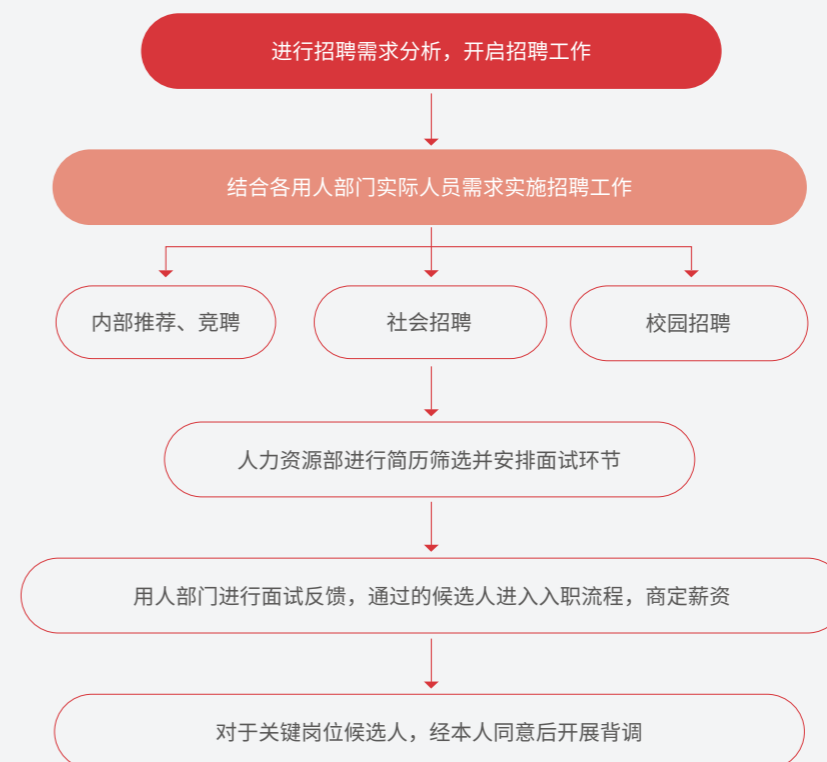 进行招聘需求分析，开启招聘工作
结合各用人部门实际人员需求实施招聘工作
内部推荐、竞聘
社会招聘
校园招聘
人力资源部进行简历筛选并安排面试环节
用人部门进行面试反馈，通过的候选人进入入职流程，商定薪资
对于关键岗位候选人，经本人同意后开展背调